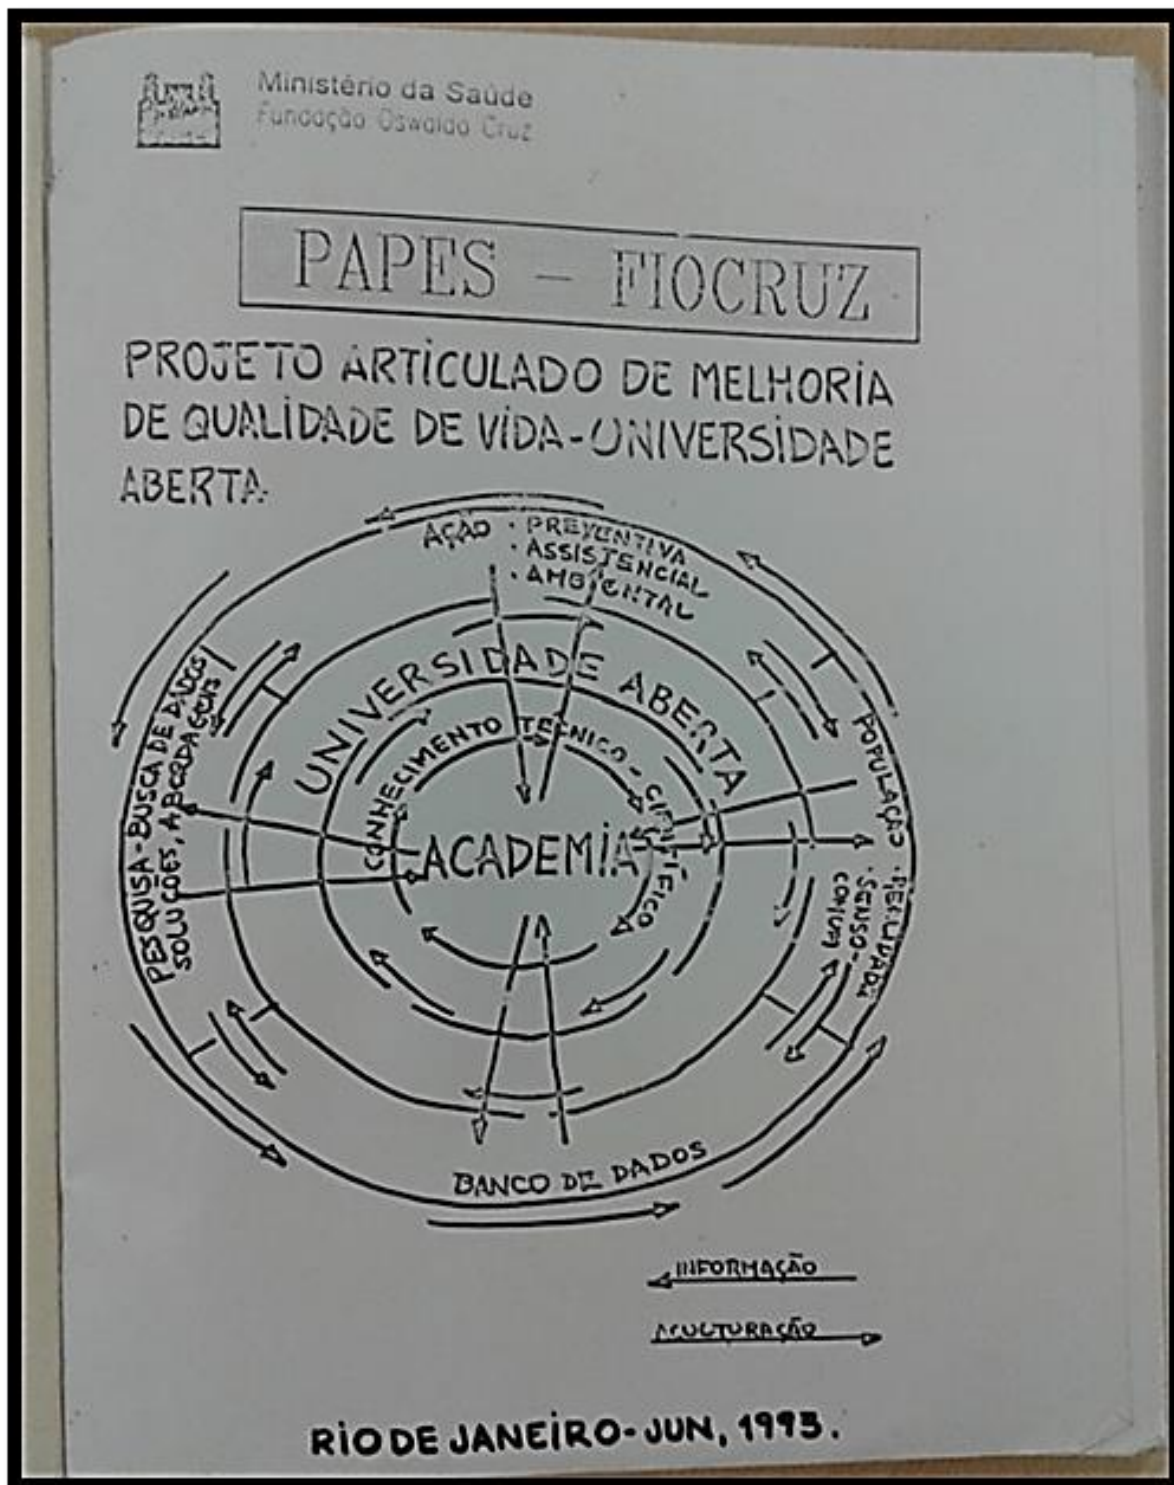 Ministério da Saúde
Fundação Oswaldo Cruz
PAPES - FIOCRUZ
PROJETO ARTICULADO DE MELHORIA
DE QUALIDADE DE VIDA-UNIVERSIDADE
ABERTA
AÇÃO · PREVENTIVA
· ASSISTENCIAL
· AMBIENTAL
UNIVERSIDADE ABERTA
CONHECIMENTO TÉCNICO-CIENTÍFICO
ACADEMIA
PESQUISA-BUSCA DE DADOS
SOLUÇÕES, ABORDAGENS
POPULAÇÃO
· SENSO-
COMUM
BANCO DE DADOS
INFORMAÇÃO
ACULTURAÇÃO
RIO DE JANEIRO-JUN, 1993.